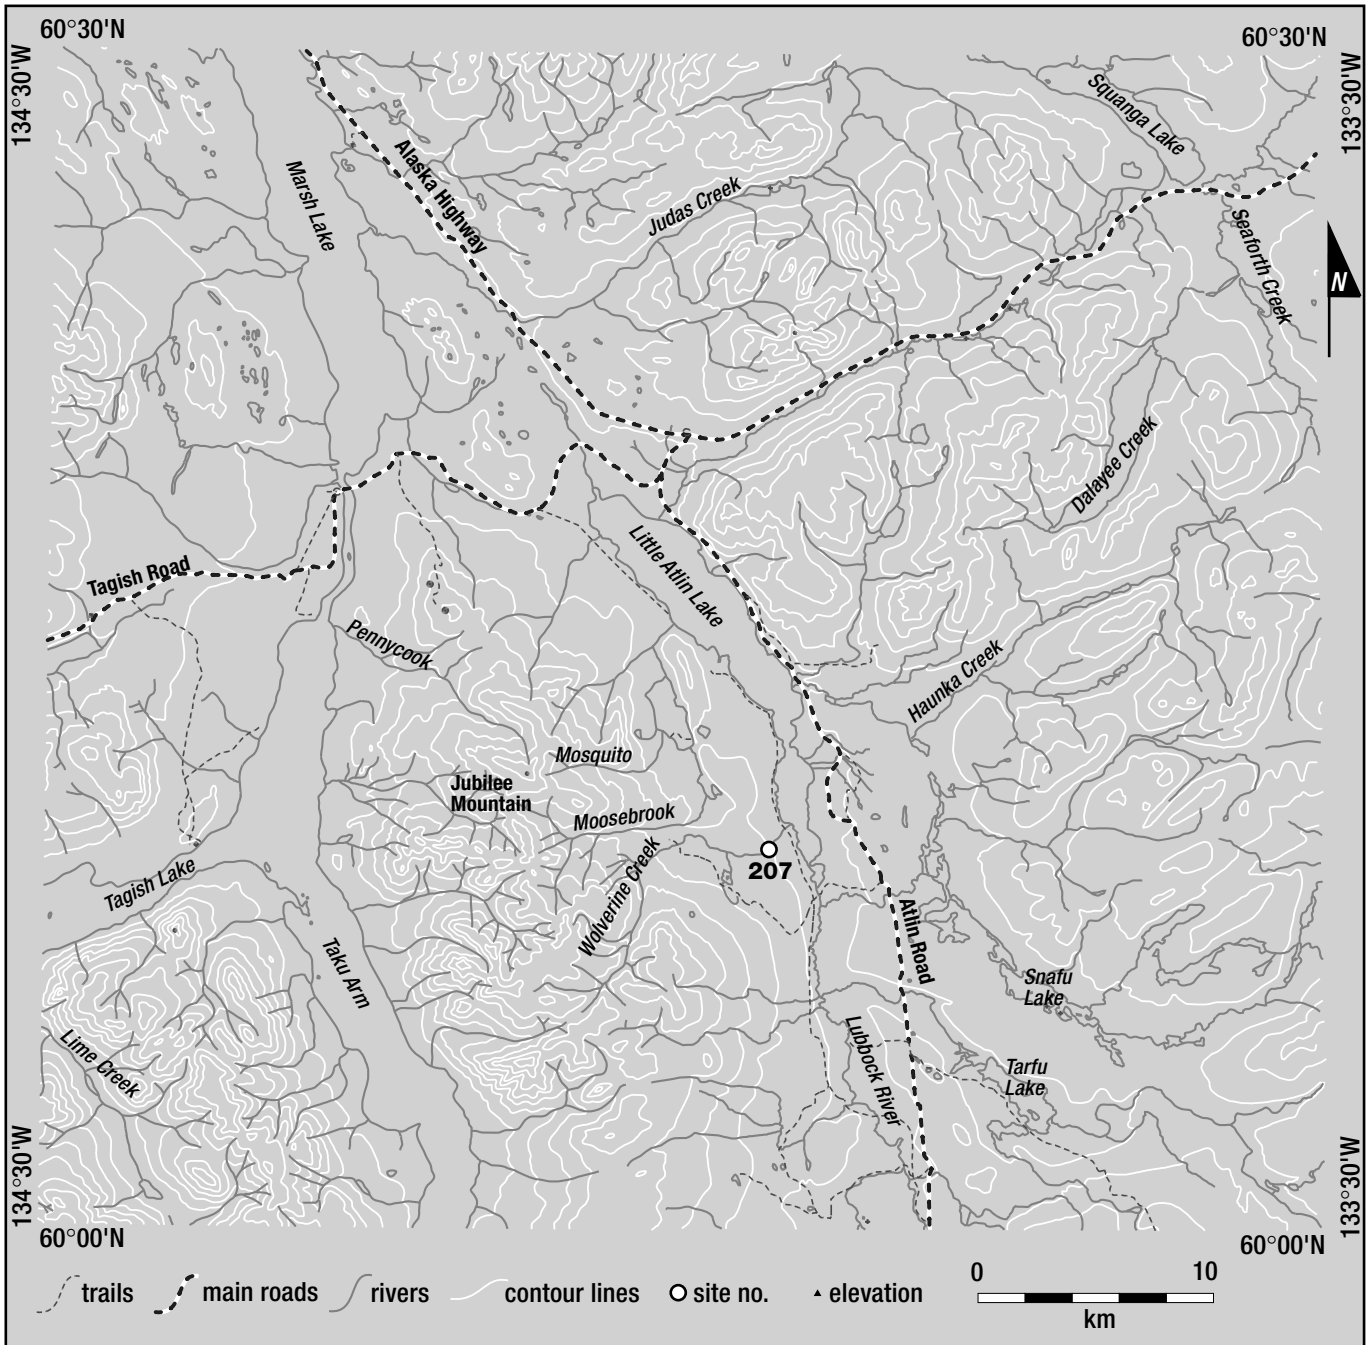 60°30'N
60°30'N
134°30'W
133°30'W
Squanga Lake
Alaska Highway
Marsh Lake
Judas Creek
Seaforth Creek
N
Dalayee Creek
Little Atlin Lake
Tagish Road
Pennycook
Haunka Creek
Mosquito
Jubilee
Mountain
Moosebrook
Wolverine Creek
207
Tagish Lake
Atlin Road
Taku Arm
Snafu
Lake
Lime Creek
Lubbock River
Tarfu
Lake
134°30'W
133°30'W
60°00'N
60°00'N
trails
main roads
rivers
contour lines
site no.
elevation
0
10
km